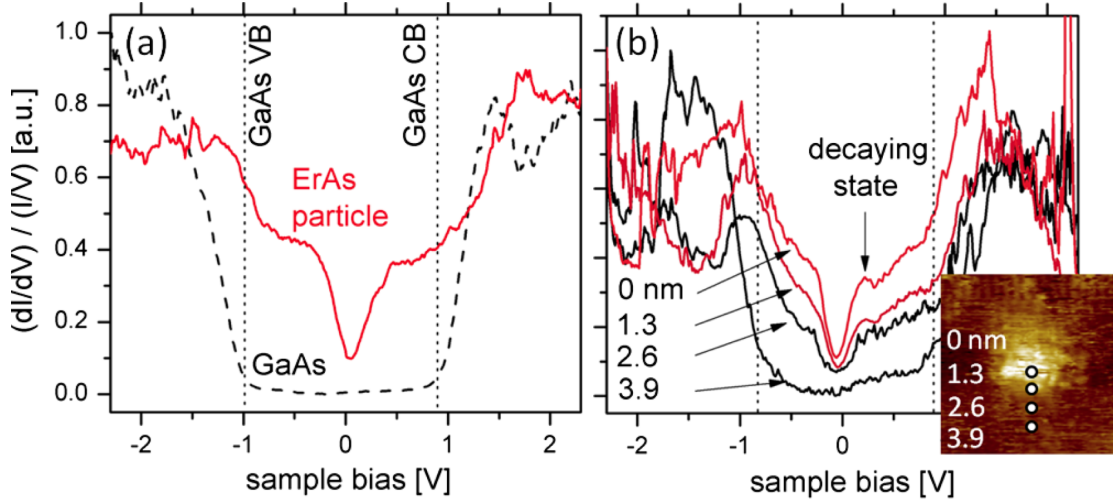 (a)
(dI/dV) / (I/V) [a.u.]
1.0
0.8
0.6
0.4
0.2
0.0
GaAs VB
GaAs CB
ErAs
particle
GaAs
-2
-1
0
1
2
sample bias [V]
(b)
decaying
state
0 nm
1.3
2.6
3.9
-2
-1
0
sample bias [V]
0 nm
1.3
2.6
3.9